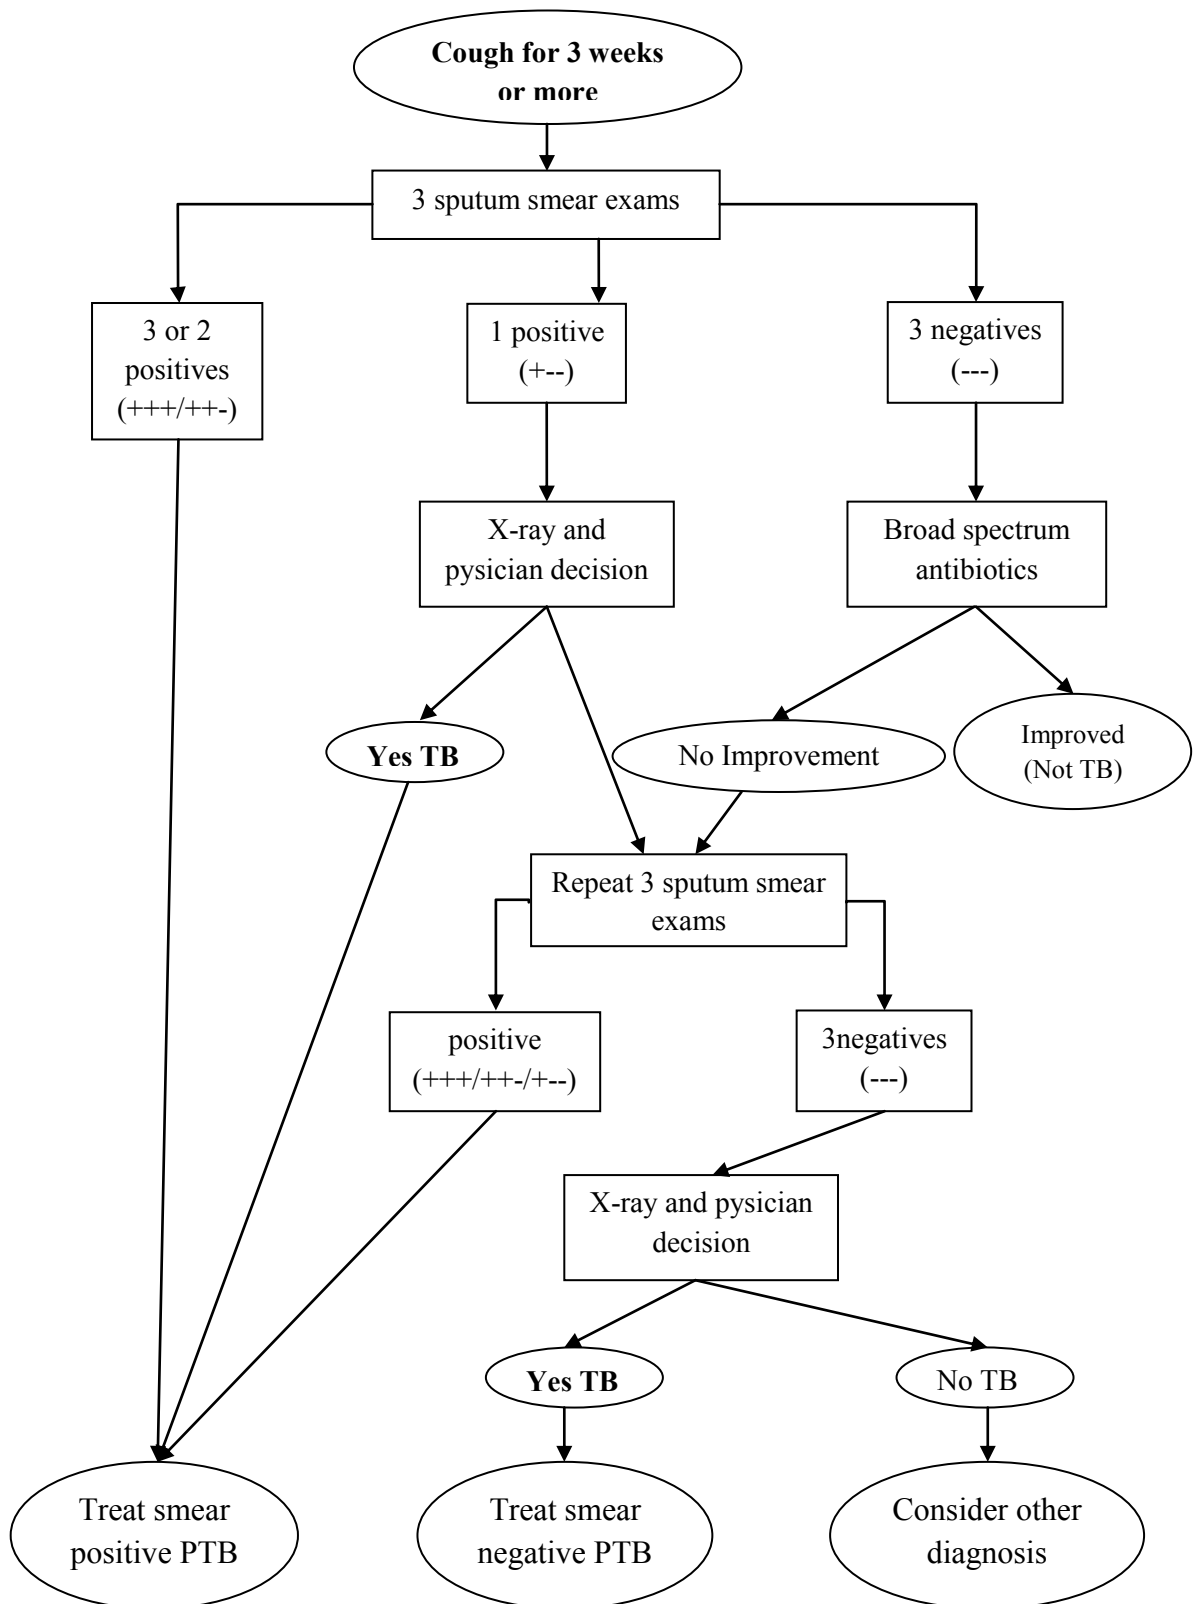 Cough for 3 weeks
or more
3 sputum smear exams
3 or 2
positives
(+++/++-)
1 positive
(+--)
3 negatives
(---)
X-ray and
pysician decision
Broad spectrum
antibiotics
Yes TB
No Improvement
Improved
(Not TB)
Repeat 3 sputum smear
exams
positive
(+++/++-/+--)
3negatives
(---)
X-ray and pysician
decision
Yes TB
No TB
Treat smear
positive PTB
Treat smear
negative PTB
Consider other
diagnosis